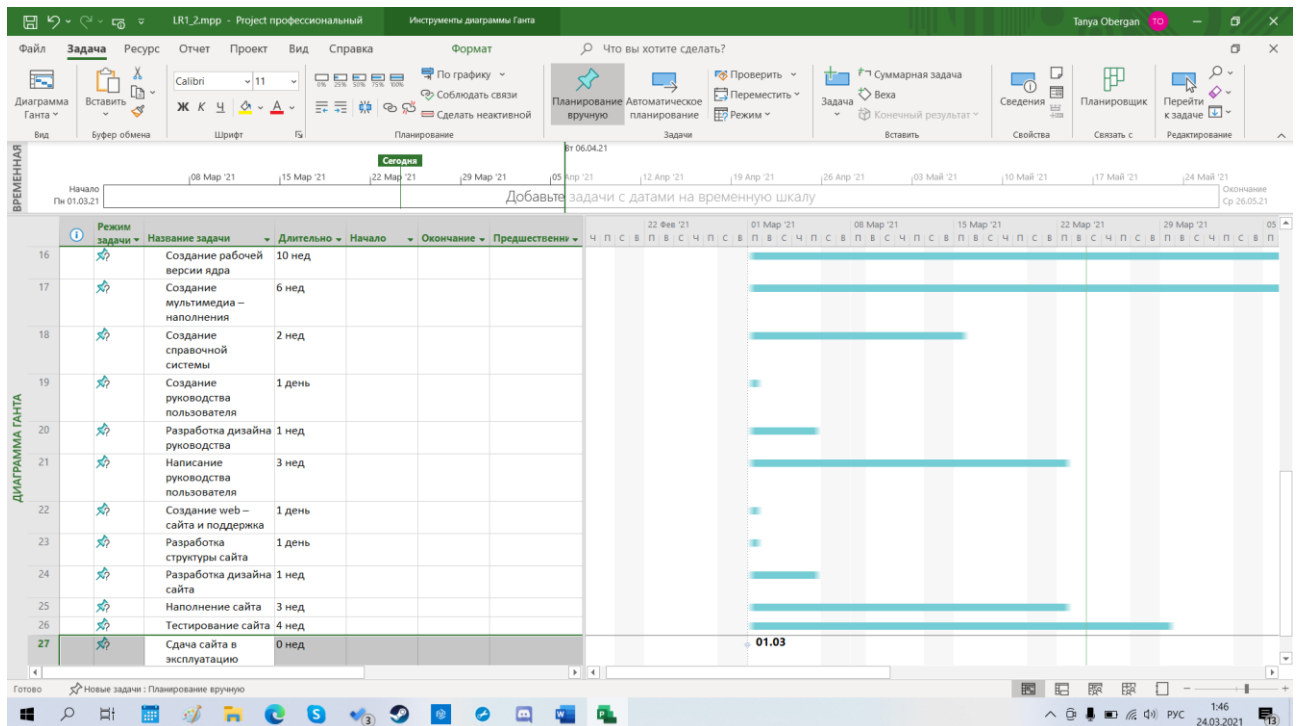 LR1_2.mpp - Project профессиональный
Инструменты диаграммы Ганта
Tanya Obergan
TO
Файл Задача Ресурс Отчет Проект Вид Справка Формат Что вы хотите сделать?
Диаграмма Ганта
Вид
Вставить
Буфер обмена
Calibri 11
Ж К Ч А
Шрифт
0% 25% 50% 75% 100%
По графику
Соблюдать связи
Сделать неактивной
Планирование
Планирование вручную
Автоматическое планирование
Проверить
Переместить
Режим
Задачи
Задача
Суммарная задача
Веха
Конечный результат
Вставить
Сведения
Свойства
Планировщик
Связать с
Перейти к задаче
Редактирование
ВРЕМЕННАЯ
Вт 06.04.21
Сегодня
08 Мар '21 15 Мар '21 22 Мар '21 29 Мар '21 05 Апр '21 12 Апр '21 19 Апр '21 26 Апр '21 03 Май '21 10 Май '21 17 Май '21 24 Май '21
Начало
Пн 01.03.21
Добавьте задачи с датами на временную шкалу
Окончание
Ср 26.05.21
ДИАГРАММА ГАНТА
Режим задачи Название задачи Длительно Начало Окончание Предшественни
22 Фев '21 01 Мар '21 08 Мар '21 15 Мар '21 22 Мар '21 29 Мар '21 05
Ч П С В П В С Ч П С В П В С Ч П С В П В С Ч П С В П В С Ч П С В П В С Ч П С В П В С Ч П С В П
16 Создание рабочей 10 нед
версии ядра
17 Создание 6 нед
мультимедиа –
наполнения
18 Создание 2 нед
справочной
системы
19 Создание 1 день
руководства
пользователя
20 Разработка дизайна 1 нед
руководства
21 Написание 3 нед
руководства
пользователя
22 Создание web – 1 день
сайта и поддержка
23 Разработка 1 день
структуры сайта
24 Разработка дизайна 1 нед
сайта
25 Наполнение сайта 3 нед
26 Тестирование сайта 4 нед
27 Сдача сайта в 0 нед 01.03
эксплуатацию
Готово Новые задачи : Планирование вручную
3
РУС
1:46
24.03.2021
13